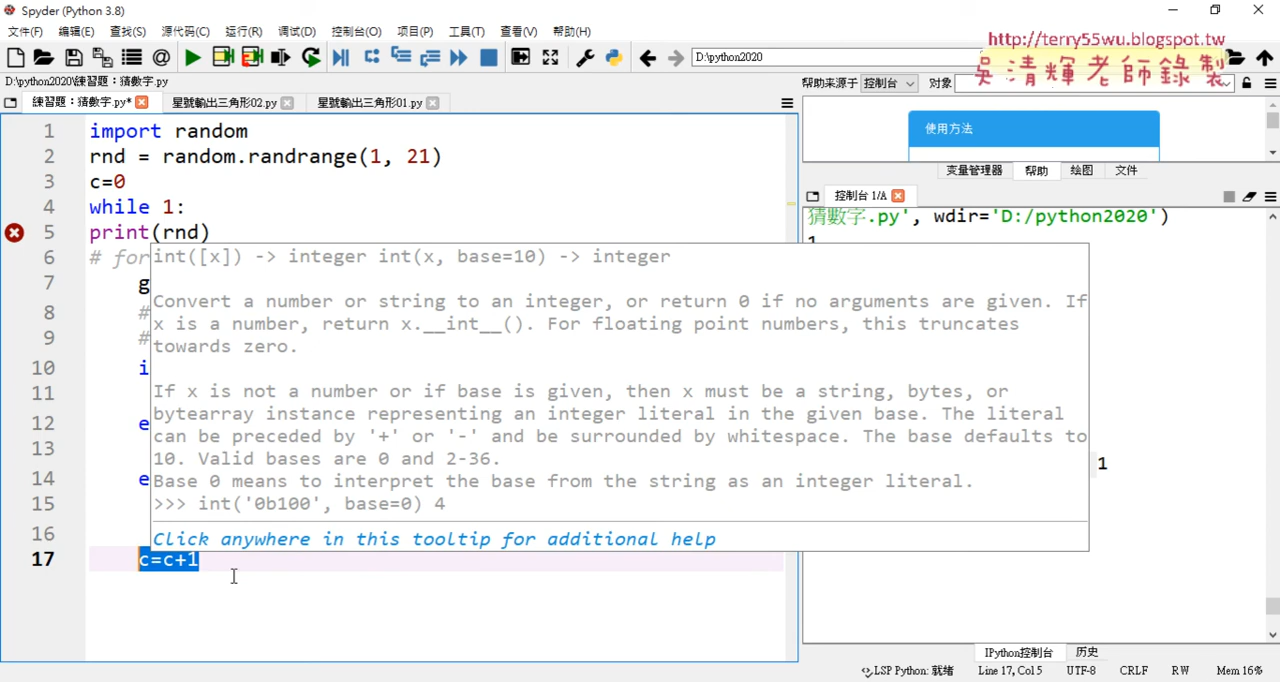 Spyder (Python 3.8)
文件(F) 编辑(E) 查找(S) 源代码(C) 运行(R) 调试(D) 控制台(O) 项目(P) 工具(T) 查看(V) 帮助(H)
D:\python2020
http://terry55wu.blogspot.tw
吳清輝老師錄製
D:\python2020\練習題：猜數字.py
帮助来源于 控制台 对象
練習題：猜數字.py* 星號輸出三角形02.py 星號輸出三角形01.py
使用方法
变量管理器 帮助 绘图 文件
控制台 1/A
猜數字.py', wdir='D:/python2020')
1
1 import random
2 rnd = random.randrange(1, 21)
3 c=0
4 while 1:
5 print(rnd)
6 # for
7 g
8 #
9 #
10 i
11
12 e
13
14 e
15
16
17 c=c+1
int([x]) -> integer int(x, base=10) -> integer
Convert a number or string to an integer, or return 0 if no arguments are given. If
x is a number, return x.__int__(). For floating point numbers, this truncates
towards zero.
If x is not a number or if base is given, then x must be a string, bytes, or
bytearray instance representing an integer literal in the given base. The literal
can be preceded by '+' or '-' and be surrounded by whitespace. The base defaults to
10. Valid bases are 0 and 2-36.
Base 0 means to interpret the base from the string as an integer literal.
>>> int('0b100', base=0) 4
Click anywhere in this tooltip for additional help
1
IPython控制台 历史
LSP Python: 就绪 Line 17, Col 5 UTF-8 CRLF RW Mem 16%